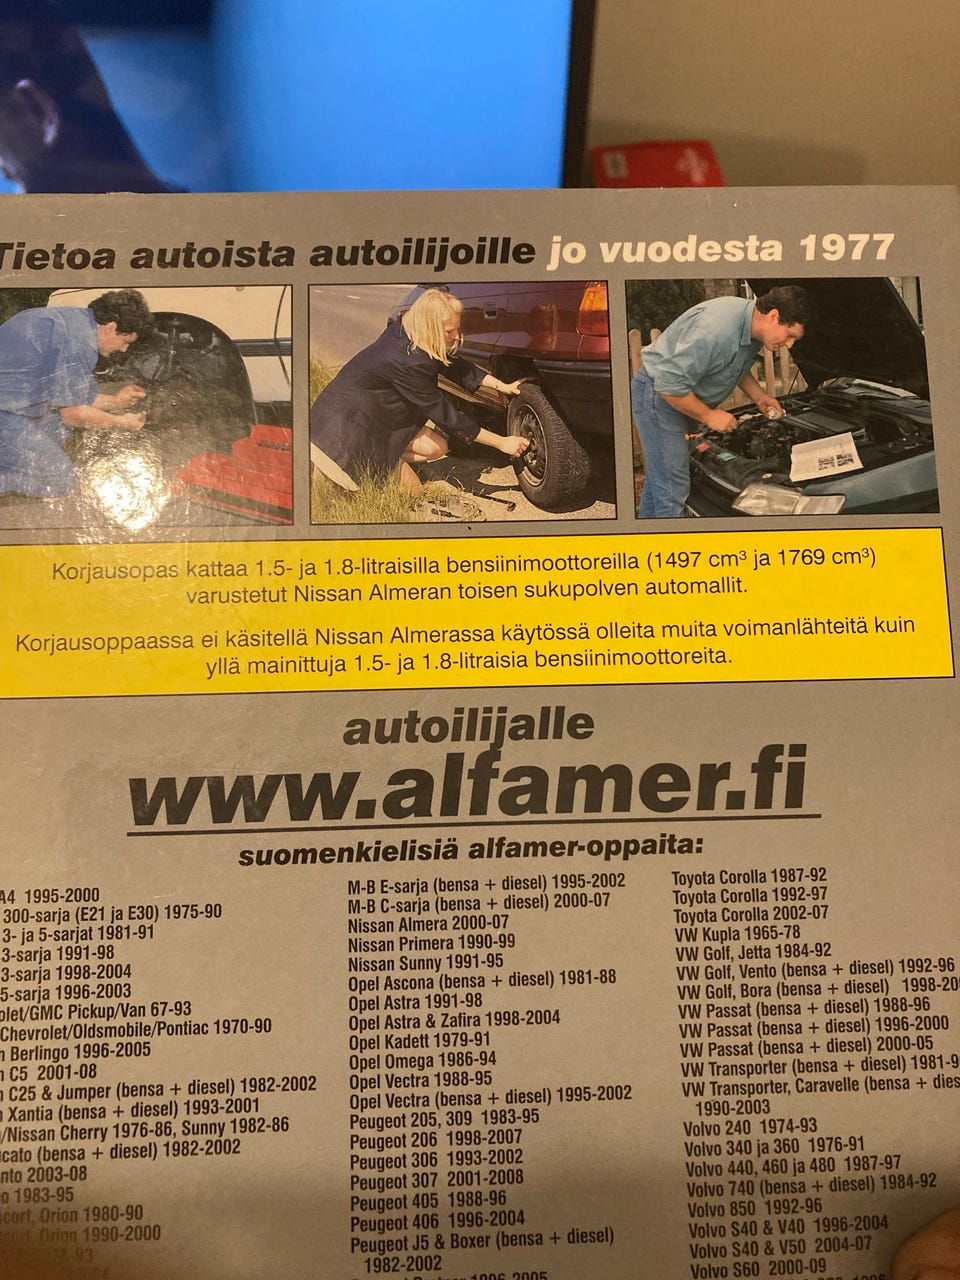 Tietoa autoista autoilijoille jo vuodesta 1977
Korjausopas kattaa 1.5- ja 1.8-litraisilla bensiinimoottoreilla (1497 cm³ ja 1769 cm³)
varustetut Nissan Almeran toisen sukupolven automallit.
Korjausoppaassa ei käsitellä Nissan Almerassa käytössä olleita muita voimanlähteitä kuin
yllä mainittuja 1.5- ja 1.8-litraisia bensiinimoottoreita.
autoilijalle
www.alfamer.fi
suomenkielisiä alfamer-oppaita:
A4 1995-2000
300-sarja (E21 ja E30) 1975-90
3- ja 5-sarjat 1981-91
3-sarja 1991-98
3-sarja 1998-2004
5-sarja 1996-2003
olet/GMC Pickup/Van 67-93
Chevrolet/Oldsmobile/Pontiac 1970-90
n Berlingo 1996-2005
n C5 2001-08
n C25 & Jumper (bensa + diesel) 1982-2002
n Xantia (bensa + diesel) 1993-2001
/Nissan Cherry 1976-86, Sunny 1982-86
ucato (bensa + diesel) 1982-2002
nto 2003-08
o 1983-95
scort, Orion 1980-90
ort, Orion 1990-2000
M-B E-sarja (bensa + diesel) 1995-2002
M-B C-sarja (bensa + diesel) 2000-07
Nissan Almera 2000-07
Nissan Primera 1990-99
Nissan Sunny 1991-95
Opel Ascona (bensa + diesel) 1981-88
Opel Astra 1991-98
Opel Astra & Zafira 1998-2004
Opel Kadett 1979-91
Opel Omega 1986-94
Opel Vectra 1988-95
Opel Vectra (bensa + diesel) 1995-2002
Peugeot 205, 309 1983-95
Peugeot 206 1998-2007
Peugeot 306 1993-2002
Peugeot 307 2001-2008
Peugeot 405 1988-96
Peugeot 406 1996-2004
Peugeot J5 & Boxer (bensa + diesel)
1982-2002
Toyota Corolla 1987-92
Toyota Corolla 1992-97
Toyota Corolla 2002-07
VW Kupla 1965-78
VW Golf, Jetta 1984-92
VW Golf, Vento (bensa + diesel) 1992-96
VW Golf, Bora (bensa + diesel) 1998-20
VW Passat (bensa + diesel) 1988-96
VW Passat (bensa + diesel) 1996-2000
VW Passat (bensa + diesel) 2000-05
VW Transporter (bensa + diesel) 1981-9
VW Transporter, Caravelle (bensa + dies
1990-2003
Volvo 240 1974-93
Volvo 340 ja 360 1976-91
Volvo 440, 460 ja 480 1987-97
Volvo 740 (bensa + diesel) 1984-92
Volvo 850 1992-96
Volvo S40 & V40 1996-2004
Volvo S40 & V50 2004-07
Volvo S60 2000-09